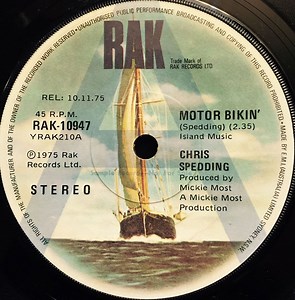 UNAUTHORISED PUBLIC PERFORMANCE BROADCASTING AND COPYING OF THIS RECORD PROHIBITED
ALL RIGHTS OF THE MANUFACTURER AND OF THE OWNER OF THE RECORDED WORK RESERVED
MADE BY E.M.I. (AUSTRALIA) LIMITED SYDNEY N.S.W.
RAK
Trade Mark of
RAK RECORDS LTD
REL: 10.11.75
45 R.P.M.
RAK-10947
YRAK210A
MOTOR BIKIN'
(Spedding) (2.35)
Island Music
℗1975 Rak
Records Ltd.
STEREO
CHRIS
SPEDDING
Produced by
Mickie Most
A Mickie Most
Production